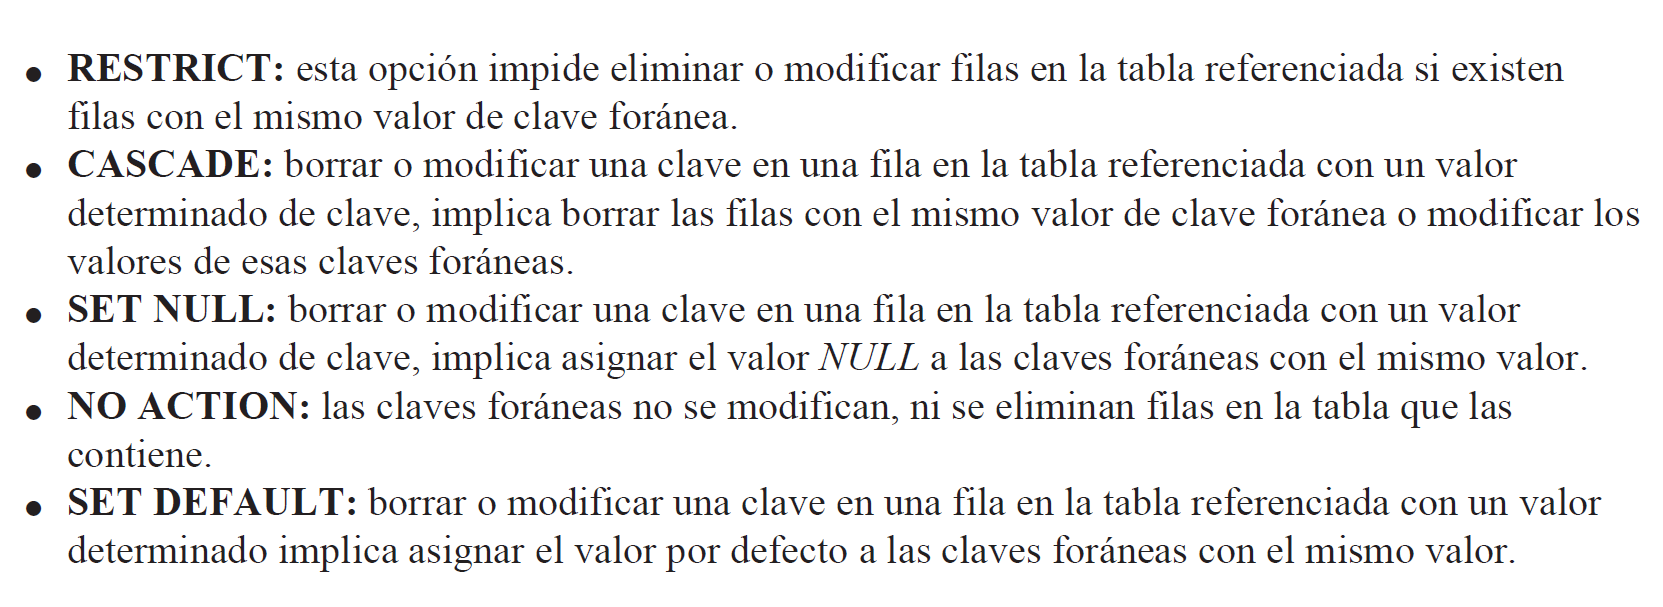 ● RESTRICT: esta opción impide eliminar o modificar filas en la tabla referenciada si existen
filas con el mismo valor de clave foránea.
● CASCADE: borrar o modificar una clave en una fila en la tabla referenciada con un valor
determinado de clave, implica borrar las filas con el mismo valor de clave foránea o modificar los
valores de esas claves foráneas.
● SET NULL: borrar o modificar una clave en una fila en la tabla referenciada con un valor
determinado de clave, implica asignar el valor NULL a las claves foráneas con el mismo valor.
● NO ACTION: las claves foráneas no se modifican, ni se eliminan filas en la tabla que las
contiene.
● SET DEFAULT: borrar o modificar una clave en una fila en la tabla referenciada con un valor
determinado implica asignar el valor por defecto a las claves foráneas con el mismo valor.